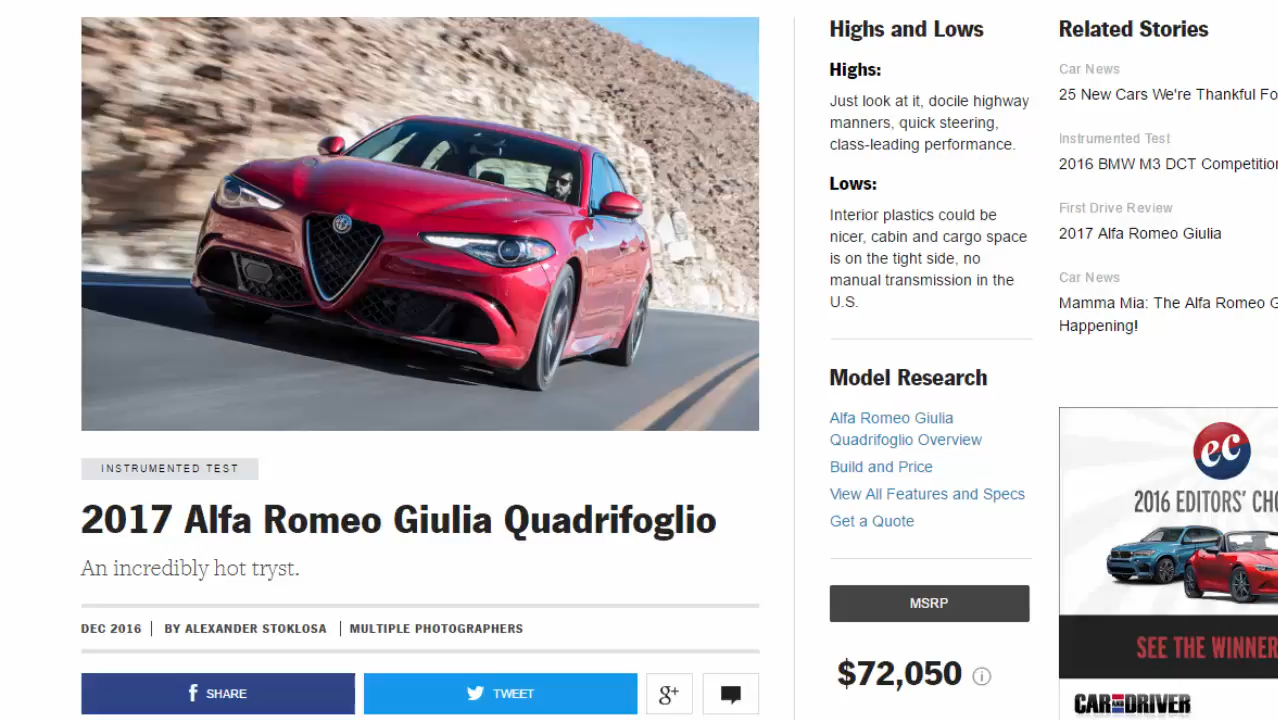 INSTRUMENTED TEST
2017 Alfa Romeo Giulia Quadrifoglio
An incredibly hot tryst.
DEC 2016 | BY ALEXANDER STOKLOSA | MULTIPLE PHOTOGRAPHERS
f SHARE
TWEET
g+
Highs and Lows
Highs:
Just look at it, docile highway
manners, quick steering,
class-leading performance.
Lows:
Interior plastics could be
nicer, cabin and cargo space
is on the tight side, no
manual transmission in the
U.S.
Model Research
Alfa Romeo Giulia
Quadrifoglio Overview
Build and Price
View All Features and Specs
Get a Quote
MSRP
$72,050 i
Related Stories
Car News
25 New Cars We're Thankful Fo
Instrumented Test
2016 BMW M3 DCT Competition
First Drive Review
2017 Alfa Romeo Giulia
Car News
Mamma Mia: The Alfa Romeo G
Happening!
ec
2016 EDITORS' CHO
SEE THE WINNER
CAR AND DRIVER